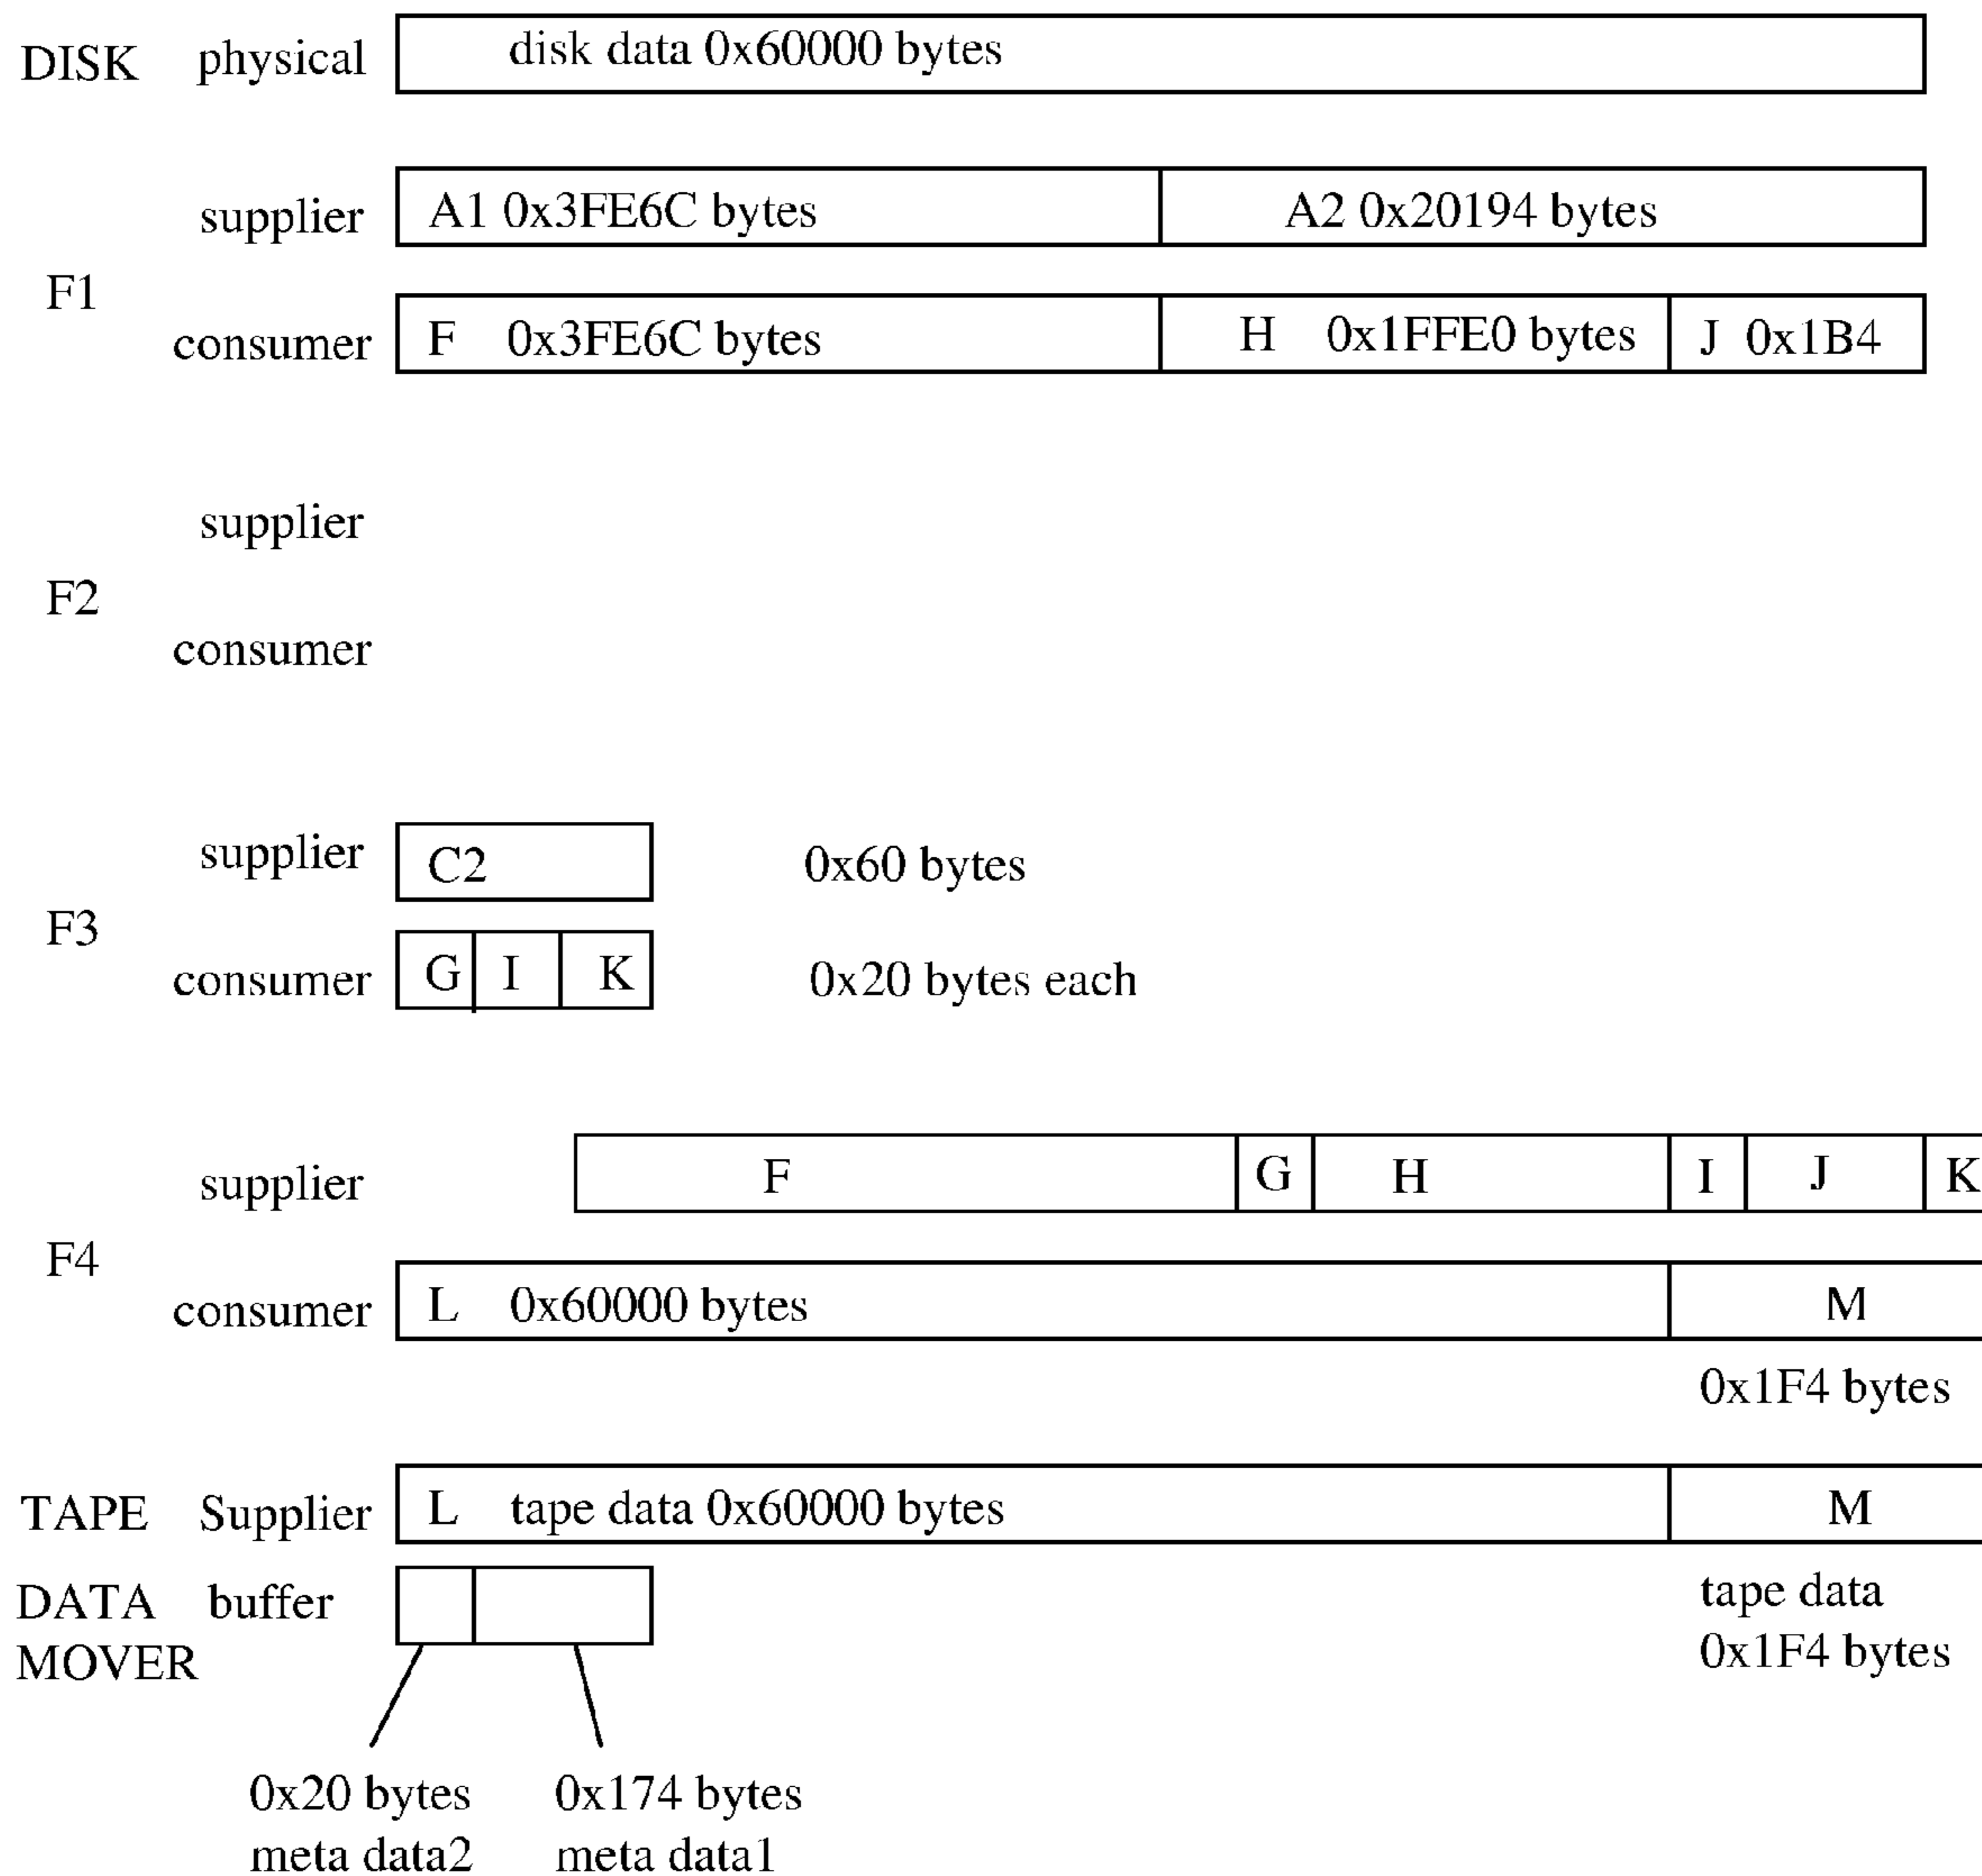 DISK physical disk data 0x60000 bytes
supplier A1 0x3FE6C bytes A2 0x20194 bytes
F1
consumer F 0x3FE6C bytes H 0x1FFE0 bytes J 0x1B4
supplier
F2
consumer
supplier C2 0x60 bytes
F3
consumer G I K 0x20 bytes each
supplier F G H I J K
F4
consumer L 0x60000 bytes M
0x1F4 bytes
TAPE Supplier L tape data 0x60000 bytes M
DATA buffer tape data
MOVER 0x1F4 bytes
0x20 bytes 0x174 bytes
meta data2 meta data1